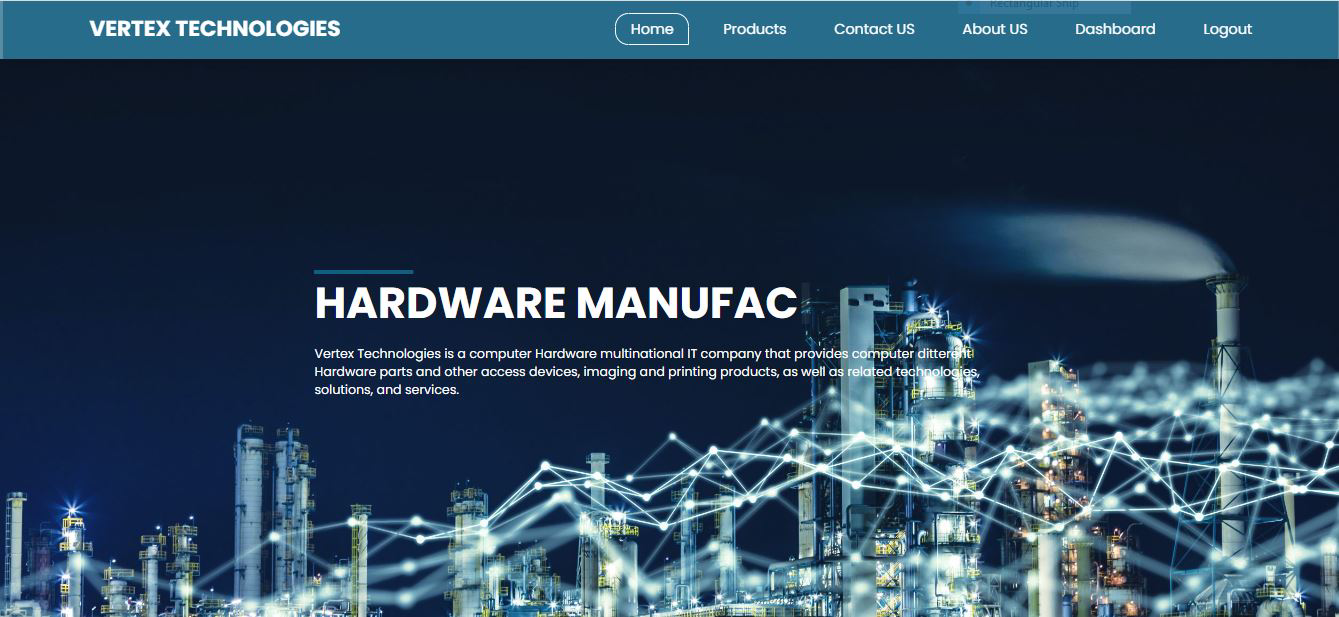 Rectangular Snip
VERTEX TECHNOLOGIES
Home
Products
Contact US
About US
Dashboard
Logout
HARDWARE MANUFAC
Vertex Technologies is a computer Hardware multinational IT company that provides computer different
Hardware parts and other access devices, imaging and printing products, as well as related technologies,
solutions, and services.